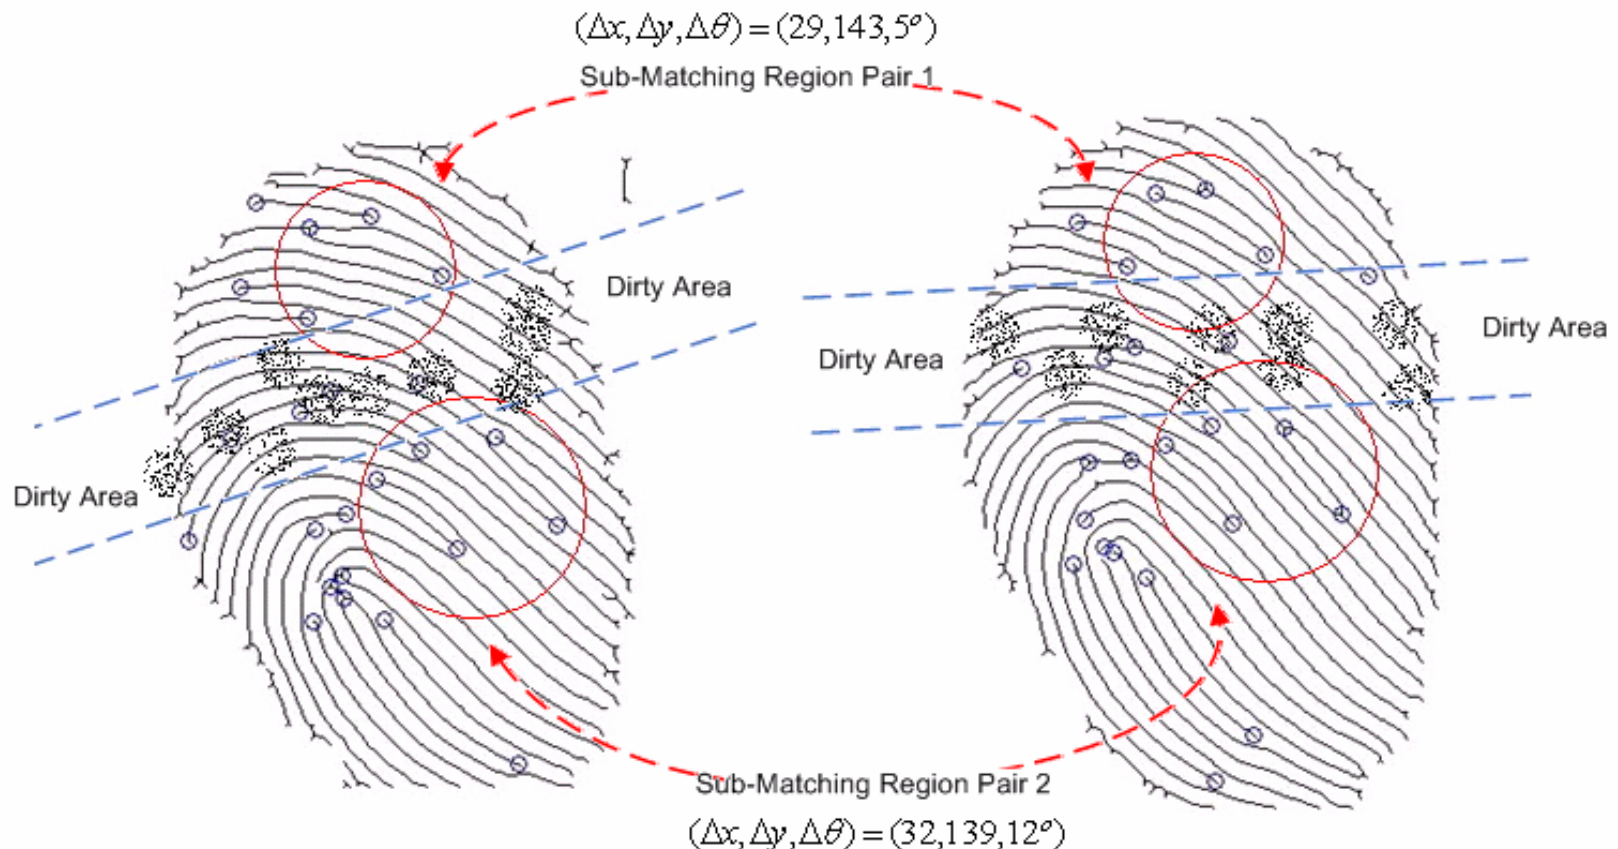 (Δx, Δy, Δθ) = (29,143,5°)
Sub-Matching Region Pair 1
Dirty Area
Dirty Area
Dirty Area
Dirty Area
Sub-Matching Region Pair 2
(Δx, Δy, Δθ) = (32,139,12°)